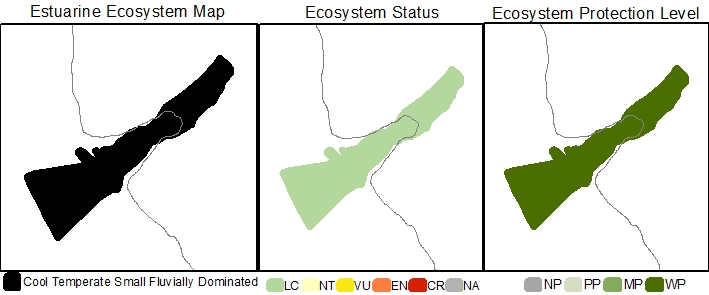 Estuarine Ecosystem Map
Ecosystem Status
Ecosystem Protection Level
Cool Temperate Small Fluvially Dominated
LC NT VU EN CR NA
NP PP MP WP